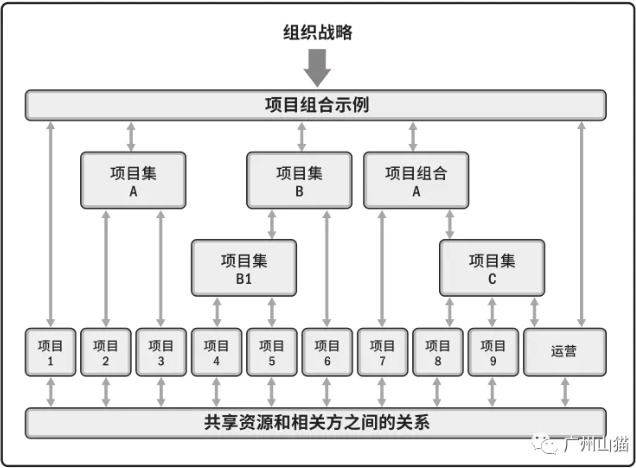 组织战略
项目组合示例
项目集
A
项目集
B
项目组合
A
项目集
B1
项目集
C
项目
1
项目
2
项目
3
项目
4
项目
5
项目
6
项目
7
项目
8
项目
9
运营
共享资源和相关方之间的关系
广州山猫